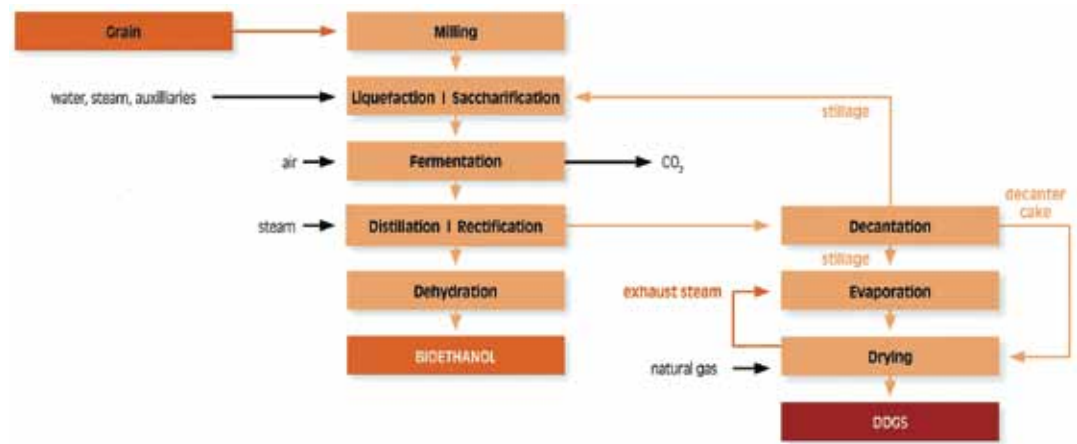 Grain
Milling
water, steam, auxilliaries
Liquefaction | Saccharification
stillage
air
Fermentation
CO₂
decanter
cake
steam
Distillation | Rectification
Decantation
stillage
Dehydration
exhaust steam
Evaporation
BIOETHANOL
natural gas
Drying
DDGS